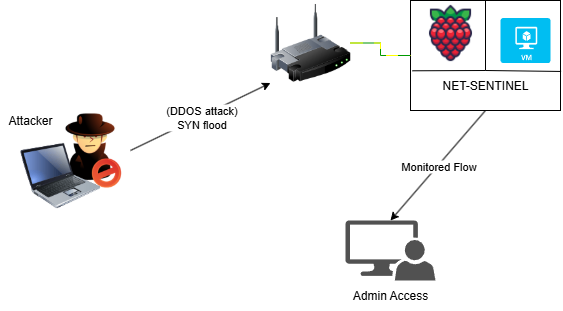 VM
NET-SENTINEL
(DDOS attack)
SYN flood
Attacker
Monitored Flow
Admin Access